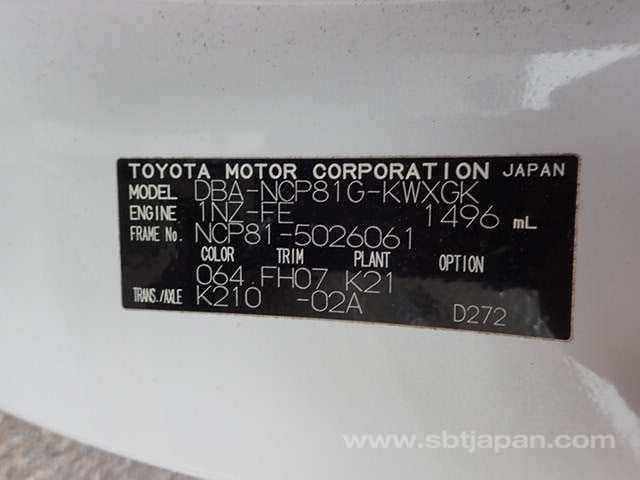 TOYOTA MOTOR CORPORATION JAPAN
MODEL DBA-NCP81G-KWXGK
ENGINE 1NZ-FE 1496 mL
FRAME No. NCP81-5026061
COLOR TRIM PLANT OPTION
064 FH07 K21
TRANS./AXLE K210 -02A
D272
www.sbtjapan.com